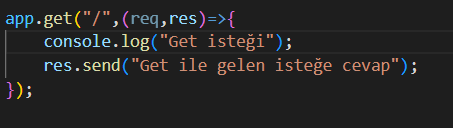 app.get("/",(req,res)=>{
    console.log("Get isteği");
    res.send("Get ile gelen isteğe cevap");
});